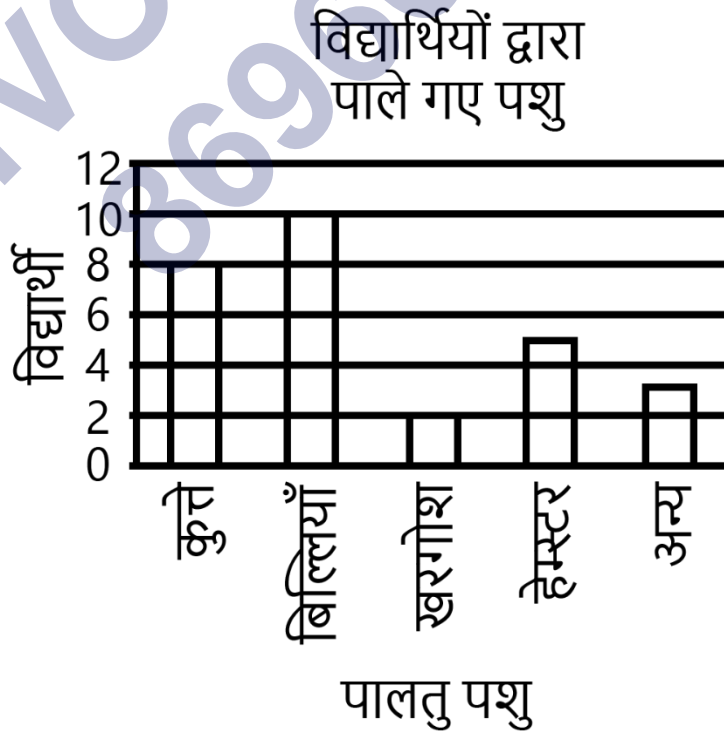 विद्यार्थियों द्वारा
पाले गए पशु
12
10
8
6
4
2
0
विद्यार्थी
कुत्ते
बिल्लियाँ
खरगोश
हैम्स्टर
अन्य
पालतु पशु